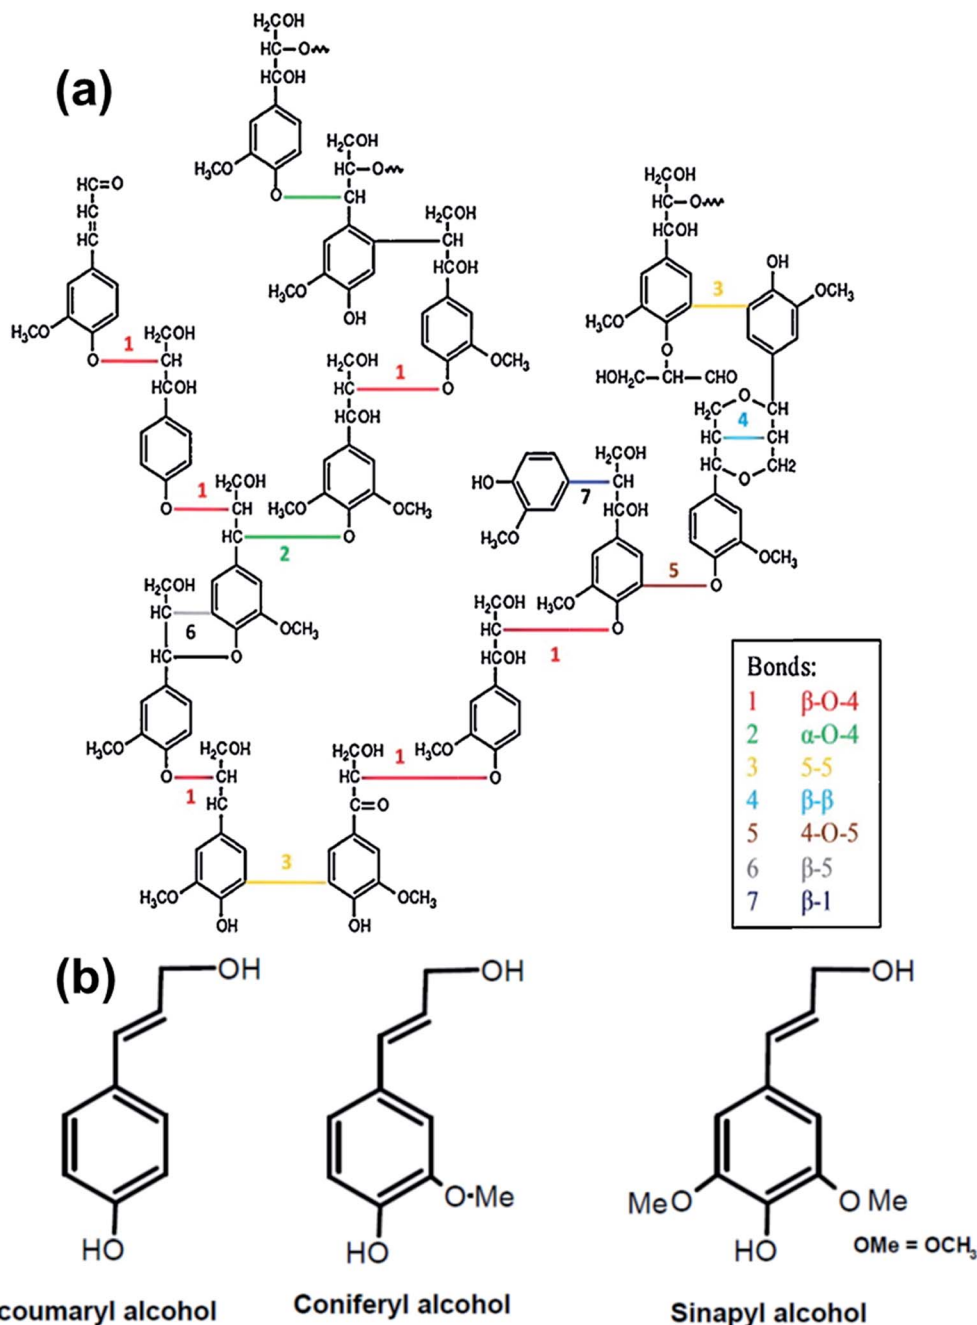 (a)
H₂COH
HC—O
HCOH
H₃CO
O
H₂COH
HC—O
CH
H₂COH
CH
HCOH
H₃CO
OH
OCH₃
O
HC=O
HC
HC
H₃CO
O
1
H₂COH
CH
HCOH
O
1
H₂COH
CH
HC
2
H₂COH
HC
1
HCOH
H₃CO
OCH₃
O
H₂COH
HC
6
HC
O
OCH₃
H₃CO
O
1
H₂COH
CH
HC
H₃CO
OH
3
H₂COH
HC
1
C=O
OCH₃
OH
H₂COH
HC
1
HCOH
H₃CO
O
HO
7
H₃CO
H₂COH
CH
HCOH
H₃CO
O
5
O
OCH₃
H₂COH
HC—O
HCOH
H₃CO
O
HOH₂C—CH—CHO
3
OH
OCH₃
H₂C
O
CH
4
HC
CH
HC
O
CH2
Bonds:
1 β-O-4
2 α-O-4
3 5-5
4 β-β
5 4-O-5
6 β-5
7 β-1
(b)
OH
HO
coumaryl alcohol
OH
O·Me
HO
Coniferyl alcohol
OH
MeO
O Me
HO
OMe = OCH₃
Sinapyl alcohol